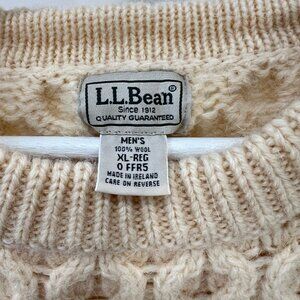 L.L.Bean®
Since 1912
QUALITY GUARANTEED
MEN'S
100% WOOL
XL-REG
0 FFR5
MADE IN IRELAND
CARE ON REVERSE